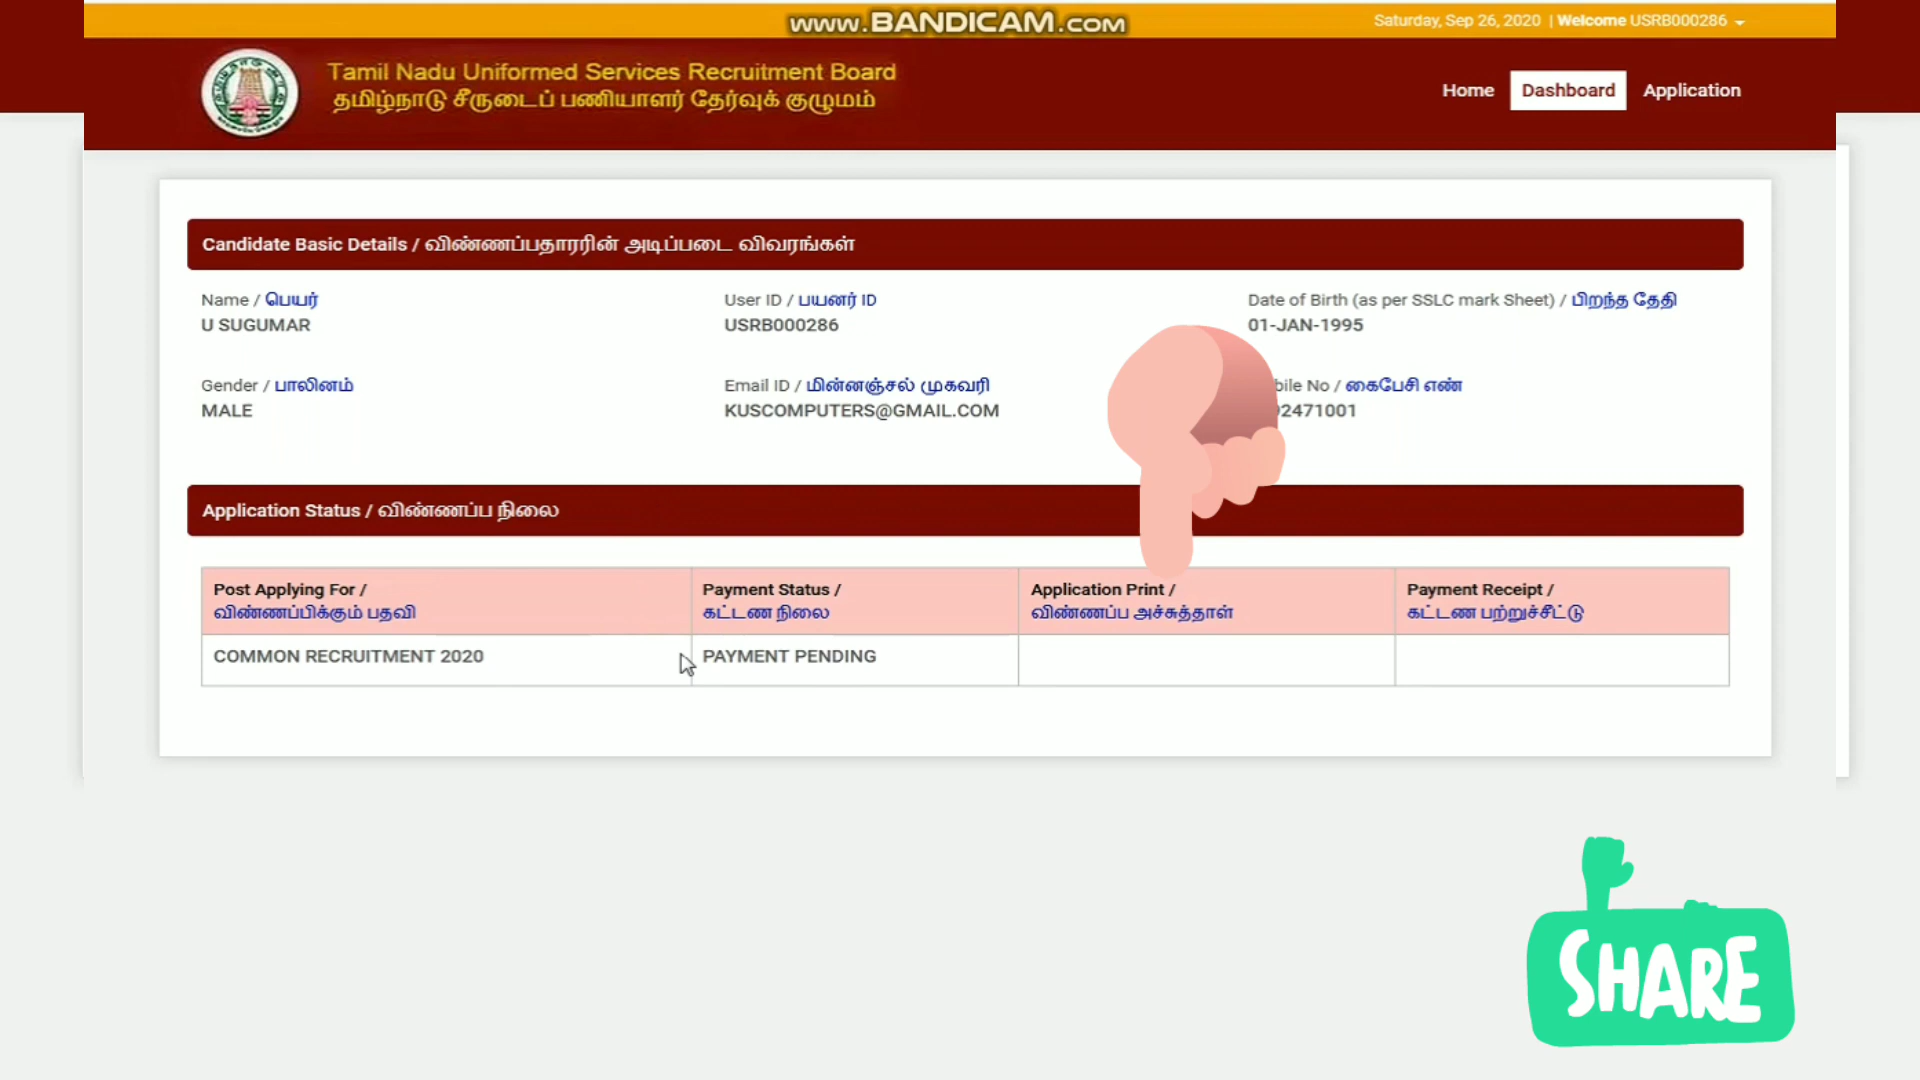 www.BANDICAM.com
Saturday, Sep 26, 2020 | Welcome USRB000286
Tamil Nadu Uniformed Services Recruitment Board
தமிழ்நாடு சீருடைப் பணியாளர் தேர்வுக் குழுமம்
Home Dashboard Application
Candidate Basic Details / விண்ணப்பதாரரின் அடிப்படை விவரங்கள்
Name / பெயர் User ID / பயனர் ID Date of Birth (as per SSLC mark Sheet) / பிறந்த தேதி
U SUGUMAR USRB000286 01-JAN-1995
Gender / பாலினம் Email ID / மின்னஞ்சல் முகவரி No / கைபேசி எண்
MALE KUSCOMPUTERS@GMAIL.COM 2471001
Application Status / விண்ணப்ப நிலை
Post Applying For / Payment Status / Application Print / Payment Receipt /
விண்ணப்பிக்கும் பதவி கட்டண நிலை விண்ணப்ப அச்சுத்தாள் கட்டண பற்றுச்சீட்டு
COMMON RECRUITMENT 2020 PAYMENT PENDING
SHARE